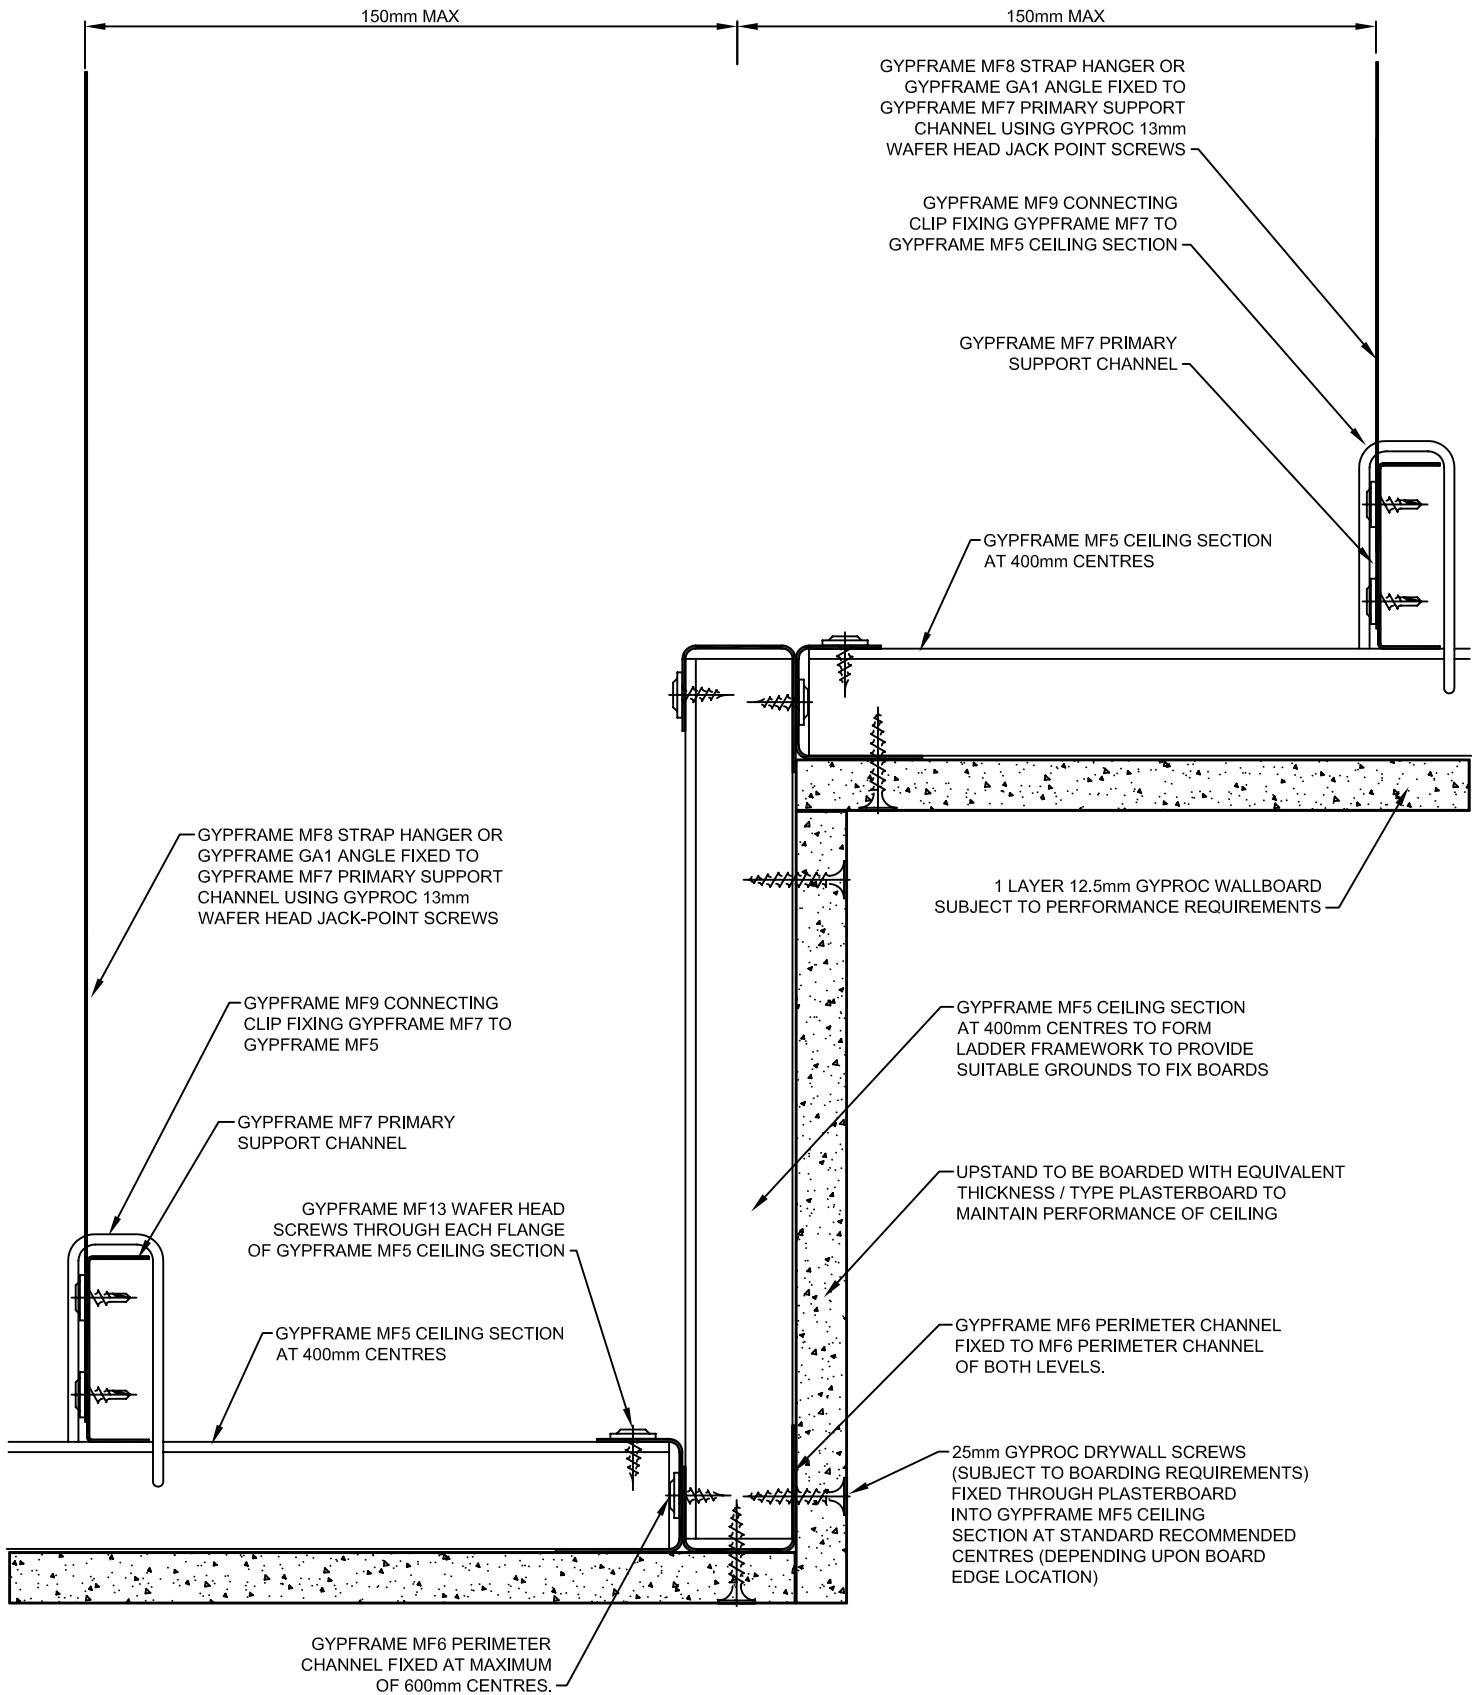 150mm MAX
150mm MAX
GYPFRAME MF8 STRAP HANGER OR
GYPFRAME GA1 ANGLE FIXED TO
GYPFRAME MF7 PRIMARY SUPPORT
CHANNEL USING GYPROC 13mm
WAFER HEAD JACK POINT SCREWS
GYPFRAME MF9 CONNECTING
CLIP FIXING GYPFRAME MF7 TO
GYPFRAME MF5 CEILING SECTION
GYPFRAME MF7 PRIMARY
SUPPORT CHANNEL
GYPFRAME MF5 CEILING SECTION
AT 400mm CENTRES
GYPFRAME MF8 STRAP HANGER OR
GYPFRAME GA1 ANGLE FIXED TO
GYPFRAME MF7 PRIMARY SUPPORT
CHANNEL USING GYPROC 13mm
WAFER HEAD JACK-POINT SCREWS
1 LAYER 12.5mm GYPROC WALLBOARD
SUBJECT TO PERFORMANCE REQUIREMENTS
GYPFRAME MF9 CONNECTING
CLIP FIXING GYPFRAME MF7 TO
GYPFRAME MF5
GYPFRAME MF5 CEILING SECTION
AT 400mm CENTRES TO FORM
LADDER FRAMEWORK TO PROVIDE
SUITABLE GROUNDS TO FIX BOARDS
GYPFRAME MF7 PRIMARY
SUPPORT CHANNEL
UPSTAND TO BE BOARDED WITH EQUIVALENT
THICKNESS / TYPE PLASTERBOARD TO
MAINTAIN PERFORMANCE OF CEILING
GYPFRAME MF13 WAFER HEAD
SCREWS THROUGH EACH FLANGE
OF GYPFRAME MF5 CEILING SECTION
GYPFRAME MF5 CEILING SECTION
AT 400mm CENTRES
GYPFRAME MF6 PERIMETER CHANNEL
FIXED TO MF6 PERIMETER CHANNEL
OF BOTH LEVELS.
25mm GYPROC DRYWALL SCREWS
(SUBJECT TO BOARDING REQUIREMENTS)
FIXED THROUGH PLASTERBOARD
INTO GYPFRAME MF5 CEILING
SECTION AT STANDARD RECOMMENDED
CENTRES (DEPENDING UPON BOARD
EDGE LOCATION)
GYPFRAME MF6 PERIMETER
CHANNEL FIXED AT MAXIMUM
OF 600mm CENTRES.